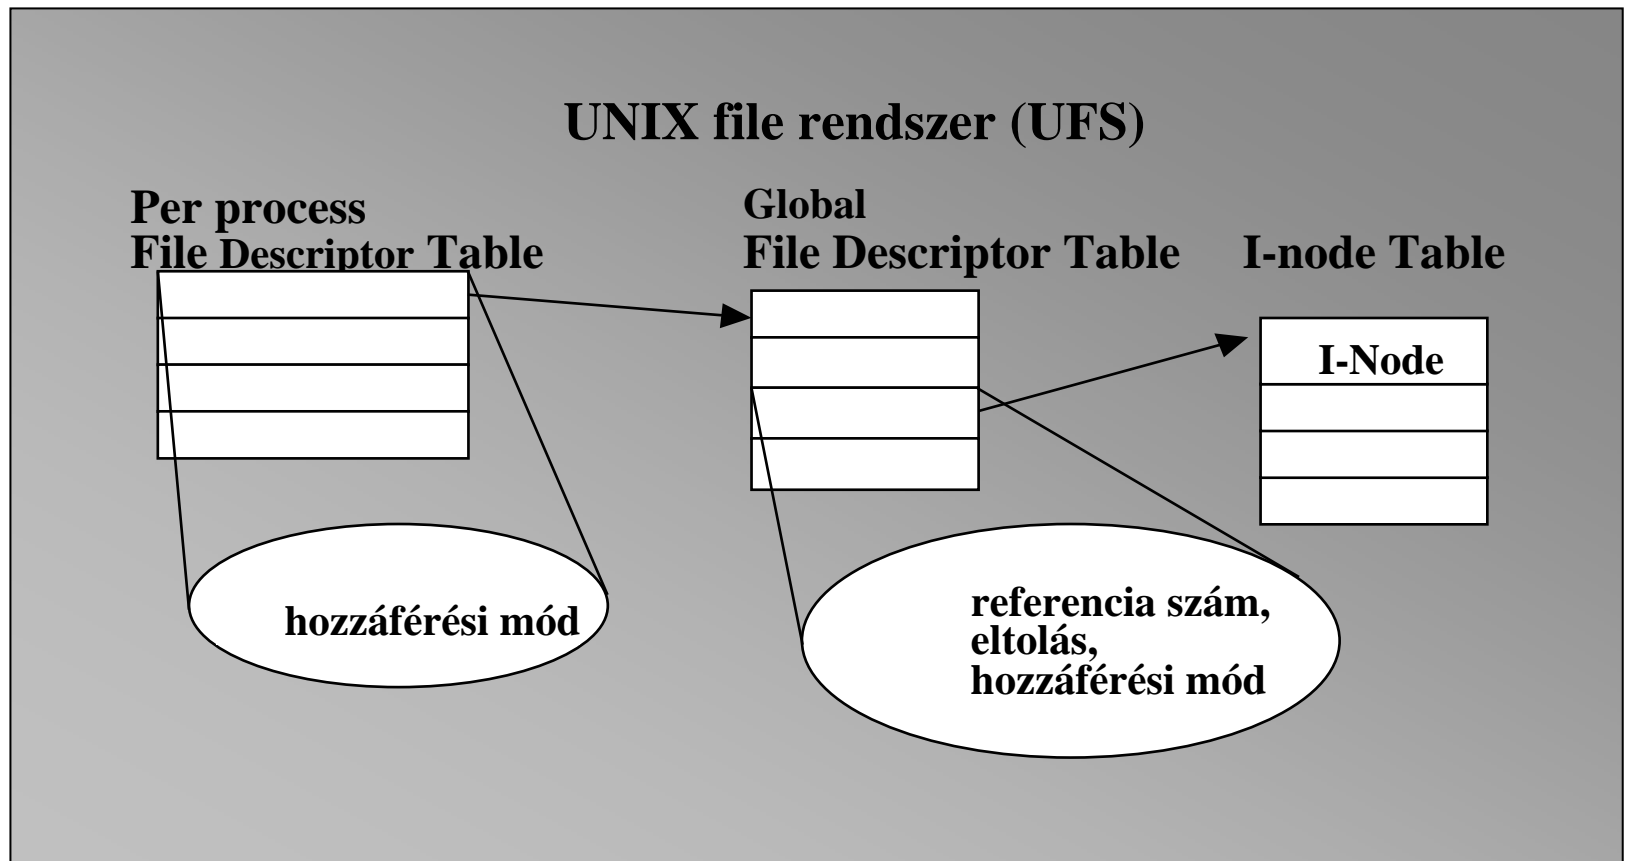 UNIX file rendszer (UFS)
Per process
File Descriptor Table
Global
File Descriptor Table
I-node Table
I-Node
hozzáférési mód
referencia szám,
eltolás,
hozzáférési mód